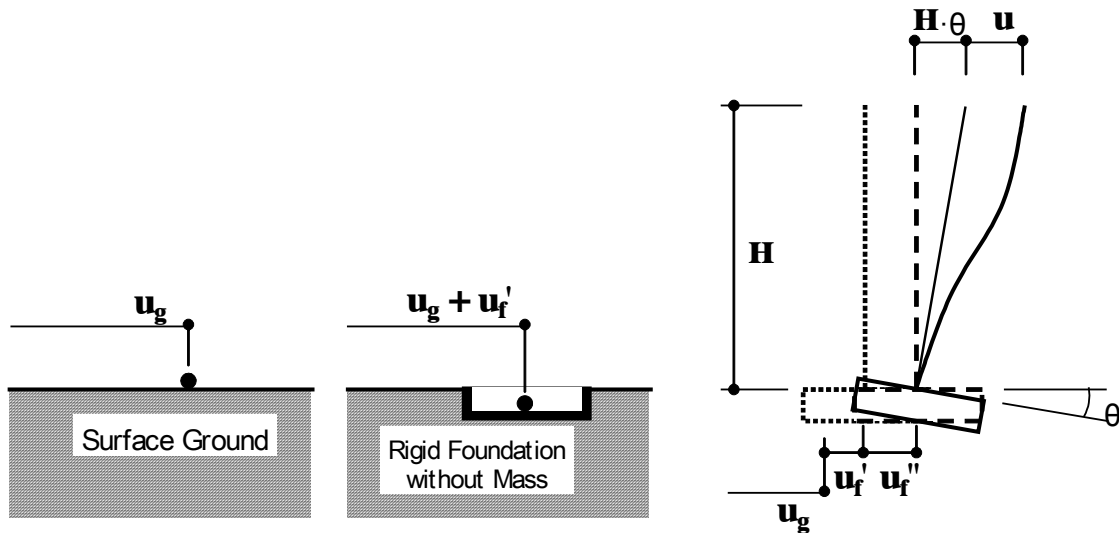 u_g
Surface Ground
u_g + u_f'
Rigid Foundation
without Mass
H·θ u
H
θ
u_f' u_f''
u_g